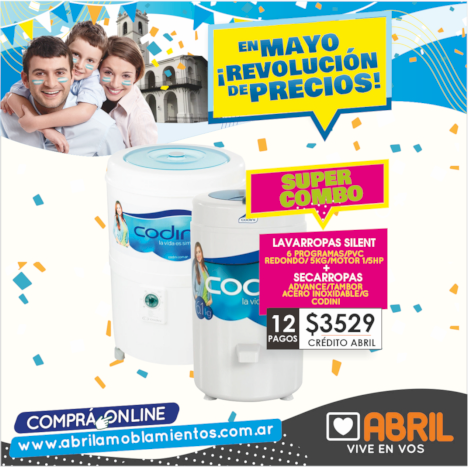 EN MAYO
¡REVOLUCIÓN
DE PRECIOS!
SUPER
COMBO
LAVARROPAS SILENT
6 PROGRAMAS/PVC
REDONDO/ 5KG/MOTOR 1/5HP
+
SECARROPAS
ADVANCE/TAMBOR
ACERO INOXIDABLE/G
CODINI
12
PAGOS
$3529
CRÉDITO ABRIL
codini
COMPRÁ ONLINE
www.abrilamoblamientos.com.ar
ABRIL
VIVE EN VOS